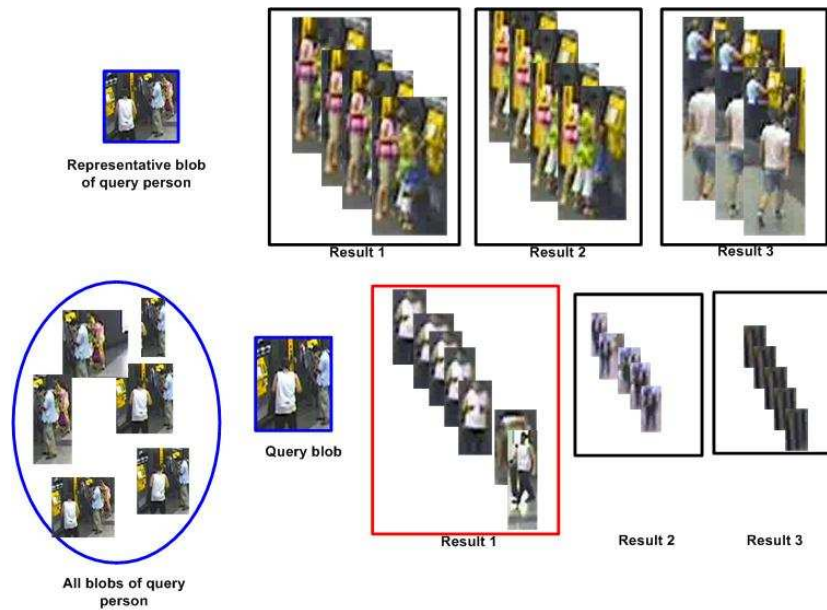 Representative blob
of query person
Result 1
Result 2
Result 3
Query blob
Result 1
Result 2
Result 3
All blobs of query
person